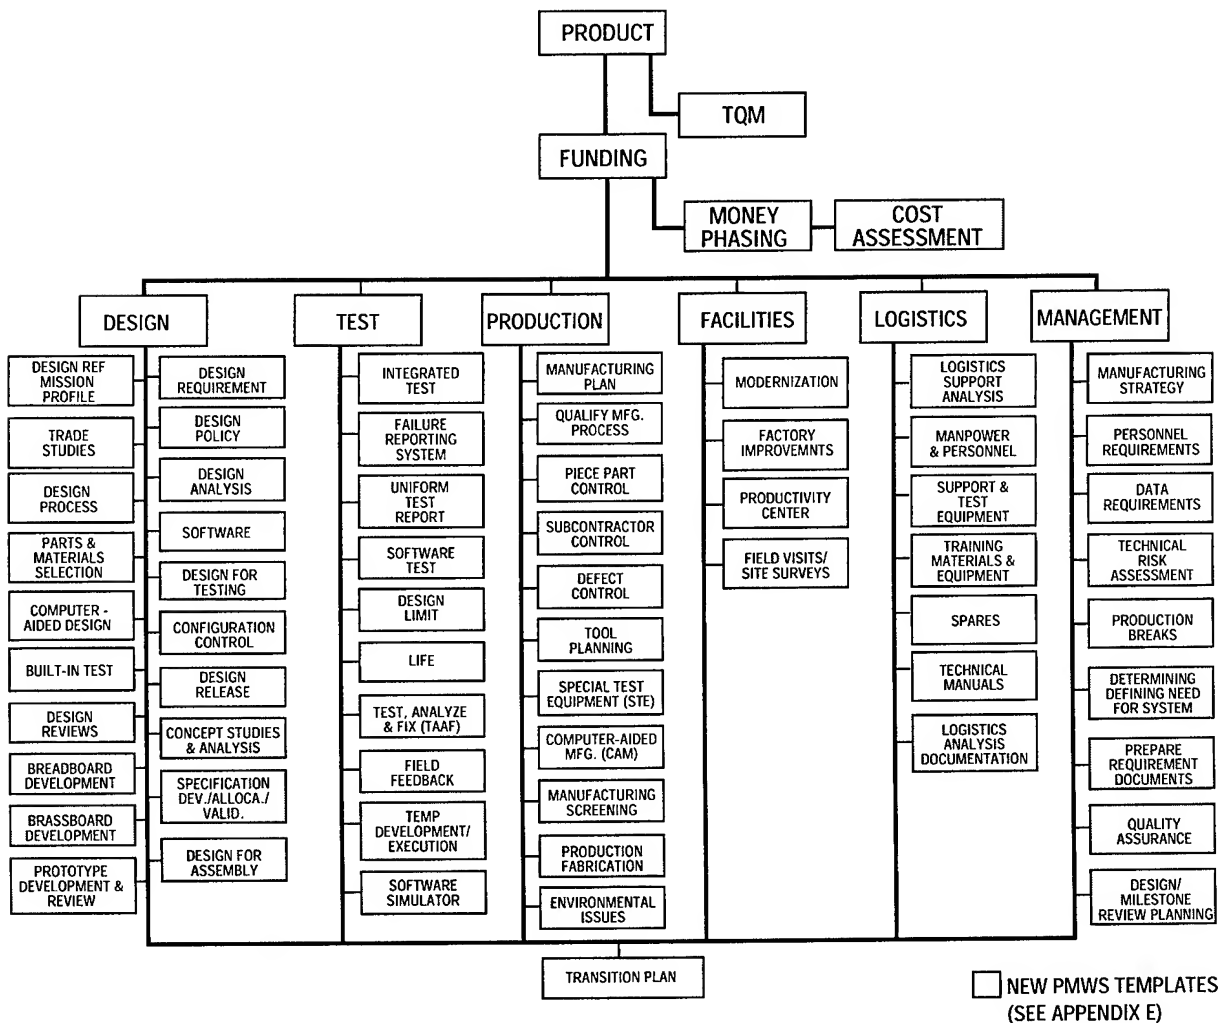 PRODUCT
TQM
FUNDING
MONEY
PHASING
COST
ASSESSMENT
DESIGN
TEST
PRODUCTION
FACILITIES
LOGISTICS
MANAGEMENT
DESIGN REF
MISSION
PROFILE
TRADE
STUDIES
DESIGN
PROCESS
PARTS &
MATERIALS
SELECTION
COMPUTER -
AIDED DESIGN
BUILT-IN TEST
DESIGN
REVIEWS
BREADBOARD
DEVELOPMENT
BRASSBOARD
DEVELOPMENT
PROTOTYPE
DEVELOPMENT &
REVIEW
DESIGN
REQUIREMENT
DESIGN
POLICY
DESIGN
ANALYSIS
SOFTWARE
DESIGN FOR
TESTING
CONFIGURATION
CONTROL
DESIGN
RELEASE
CONCEPT STUDIES
& ANALYSIS
SPECIFICATION
DEV./ALLOCA./
VALID.
DESIGN FOR
ASSEMBLY
INTEGRATED
TEST
FAILURE
REPORTING
SYSTEM
UNIFORM
TEST
REPORT
SOFTWARE
TEST
DESIGN
LIMIT
LIFE
TEST, ANALYZE
& FIX (TAAF)
FIELD
FEEDBACK
TEMP
DEVELOPMENT/
EXECUTION
SOFTWARE
SIMULATOR
MANUFACTURING
PLAN
QUALIFY MFG.
PROCESS
PIECE PART
CONTROL
SUBCONTRACTOR
CONTROL
DEFECT
CONTROL
TOOL
PLANNING
SPECIAL TEST
EQUIPMENT (STE)
COMPUTER-AIDED
MFG. (CAM)
MANUFACTURING
SCREENING
PRODUCTION
FABRICATION
ENVIRONMENTAL
ISSUES
MODERNIZATION
FACTORY
IMPROVEMNTS
PRODUCTIVITY
CENTER
FIELD VISITS/
SITE SURVEYS
LOGISTICS
SUPPORT
ANALYSIS
MANPOWER
& PERSONNEL
SUPPORT &
TEST
EQUIPMENT
TRAINING
MATERIALS &
EQUIPMENT
SPARES
TECHNICAL
MANUALS
LOGISTICS
ANALYSIS
DOCUMENTATION
MANUFACTURING
STRATEGY
PERSONNEL
REQUIREMENTS
DATA
REQUIREMENTS
TECHNICAL
RISK
ASSESSMENT
PRODUCTION
BREAKS
DETERMINING
DEFINING NEED
FOR SYSTEM
PREPARE
REQUIREMENT
DOCUMENTS
QUALITY
ASSURANCE
DESIGN/
MILESTONE
REVIEW PLANNING
TRANSITION PLAN
NEW PMWS TEMPLATES
(SEE APPENDIX E)